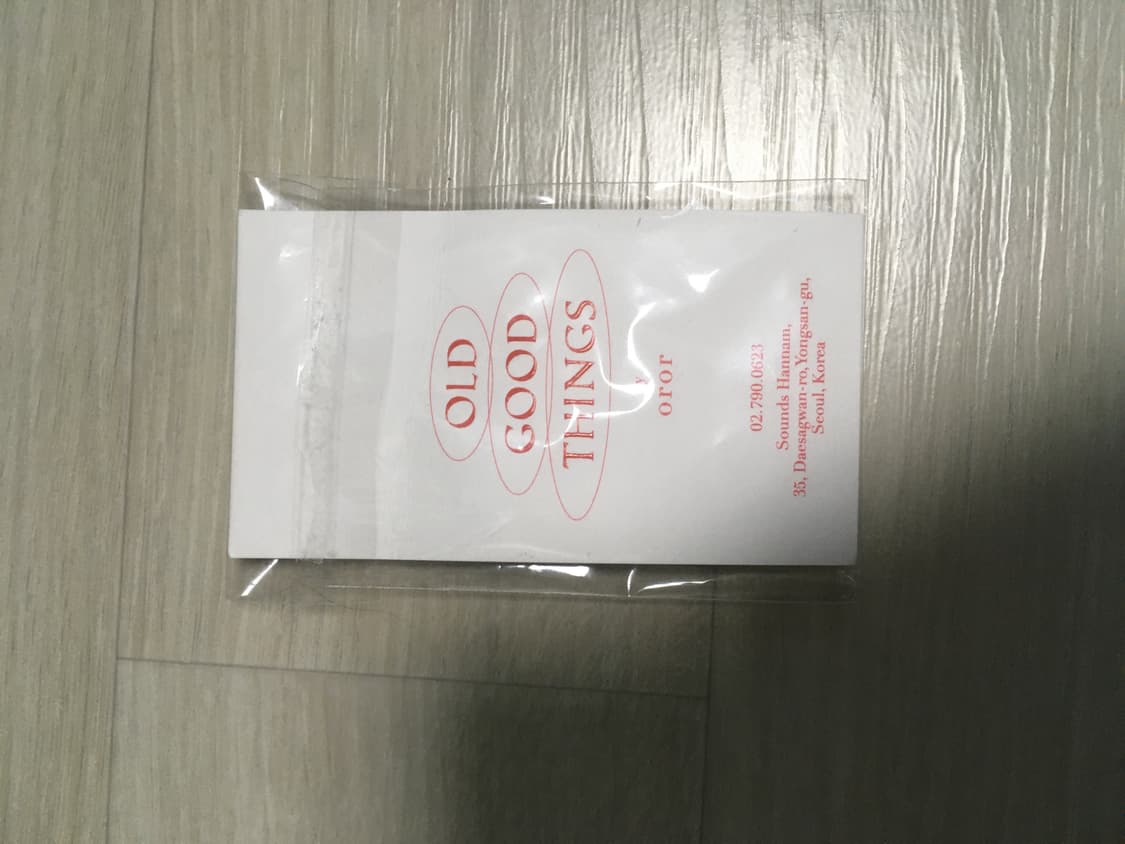 OLD
GOOD
THINGS
oror
02.790.0623
Sounds Hannam,
35, Daesagwan-ro,Yongsan-gu,
Seoul, Korea